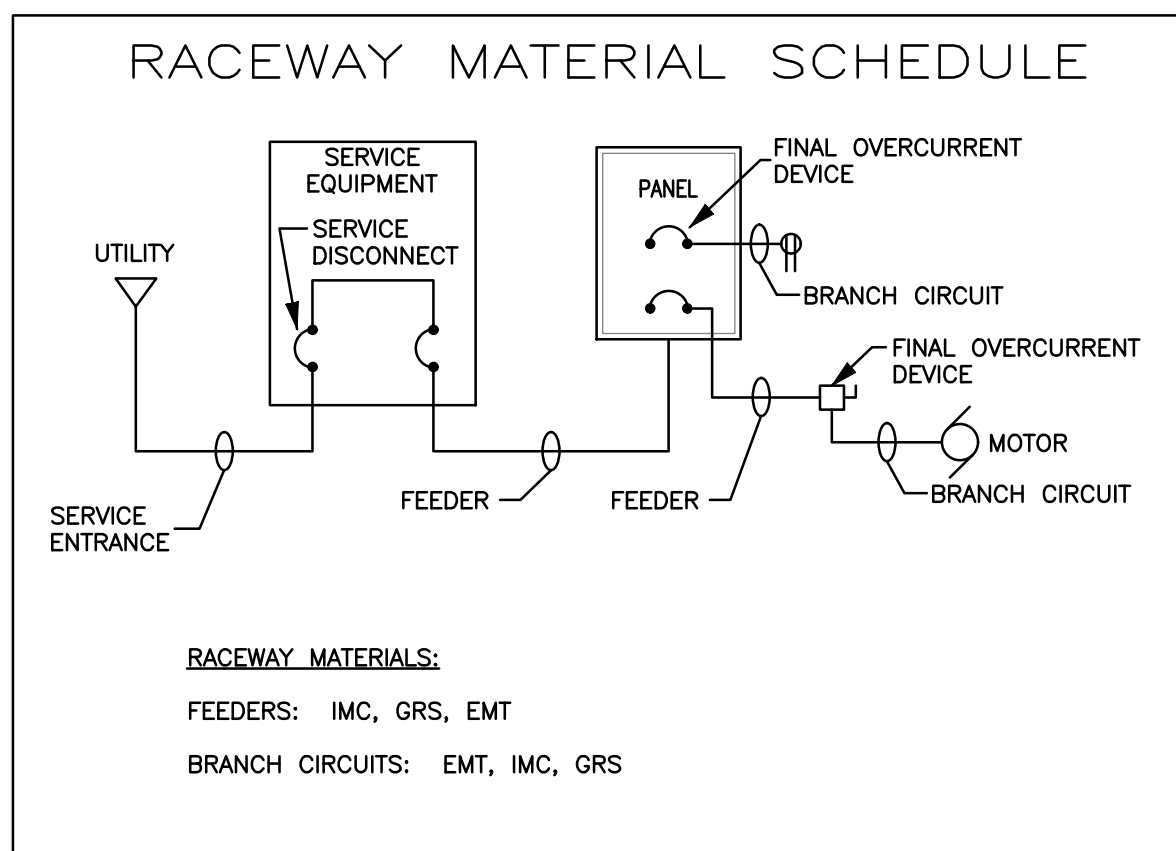 RACEWAY MATERIAL SCHEDULE
SERVICE
EQUIPMENT
SERVICE
DISCONNECT
UTILITY
PANEL
FINAL OVERCURRENT
DEVICE
BRANCH CIRCUIT
FINAL OVERCURRENT
DEVICE
MOTOR
BRANCH CIRCUIT
FEEDER
FEEDER
SERVICE
ENTRANCE
RACEWAY MATERIALS:
FEEDERS: IMC, GRS, EMT
BRANCH CIRCUITS: EMT, IMC, GRS